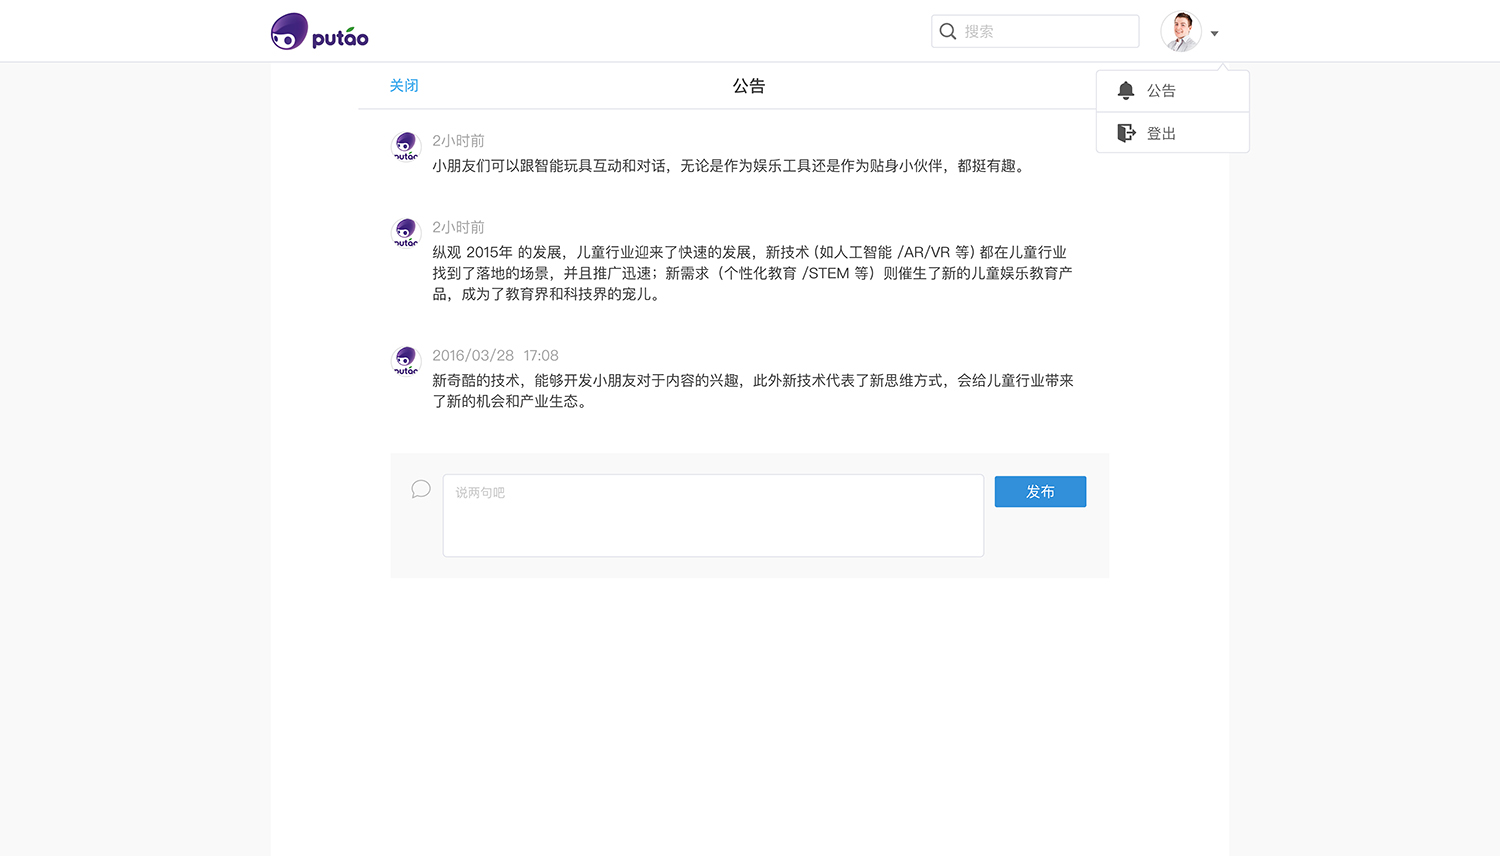 putao
搜索
公告
登出
关闭
公告
putao
2小时前
小朋友们可以跟智能玩具互动和对话，无论是作为娱乐工具还是作为贴身小伙伴，都挺有趣。
putao
2小时前
纵观 2015年 的发展，儿童行业迎来了快速的发展，新技术 (如人工智能 /AR/VR 等) 都在儿童行业
找到了落地的场景，并且推广迅速；新需求（个性化教育 /STEM 等）则催生了新的儿童娱乐教育产
品，成为了教育界和科技界的宠儿。
putao
2016/03/28 17:08
新奇酷的技术，能够开发小朋友对于内容的兴趣，此外新技术代表了新思维方式，会给儿童行业带来
了新的机会和产业生态。
说两句吧
发布